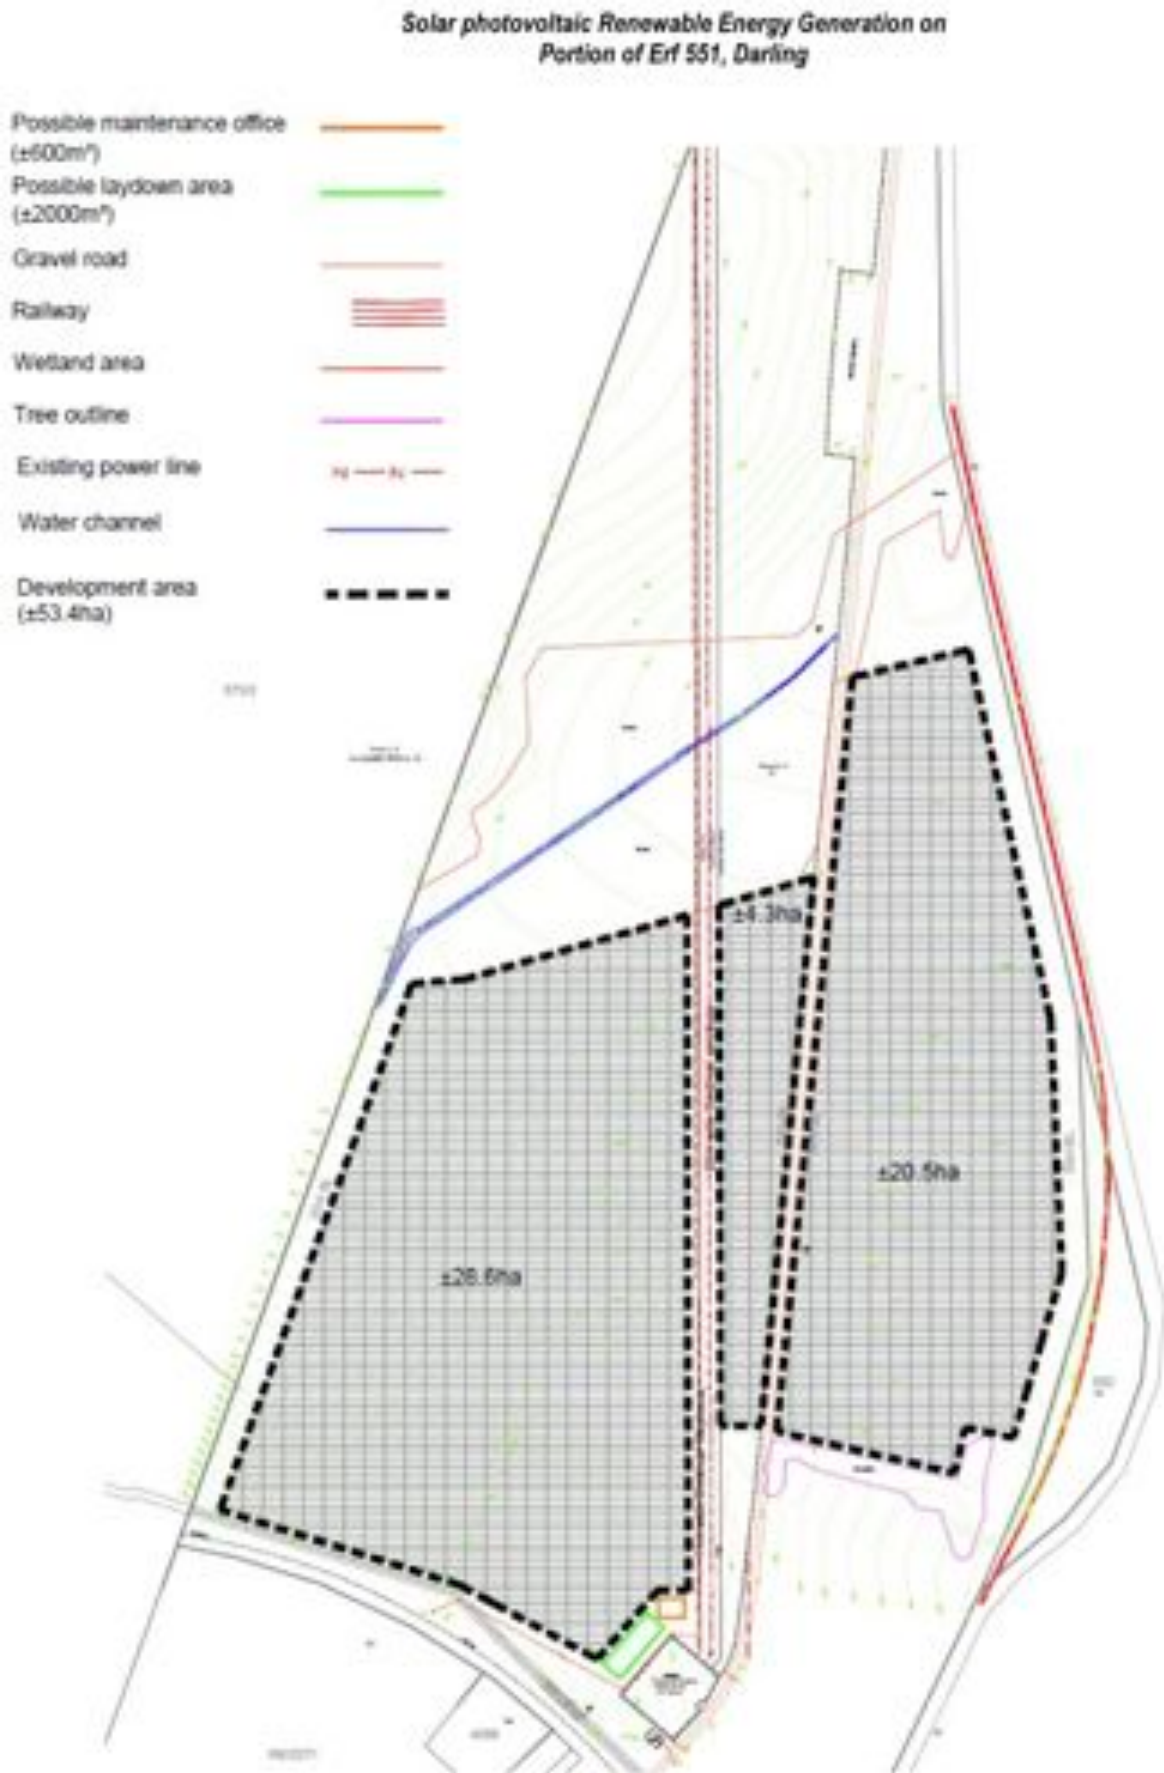 Solar photovoltaic Renewable Energy Generation on
Portion of Erf 551, Darling
Possible maintenance office
(±600m²)
Possible laydown area
(±2000m²)
Gravel road
Railway
Wetland area
Tree outline
Existing power line
Water channel
Development area
(±53.4ha)
±4.3ha
±20.5ha
±28.6ha